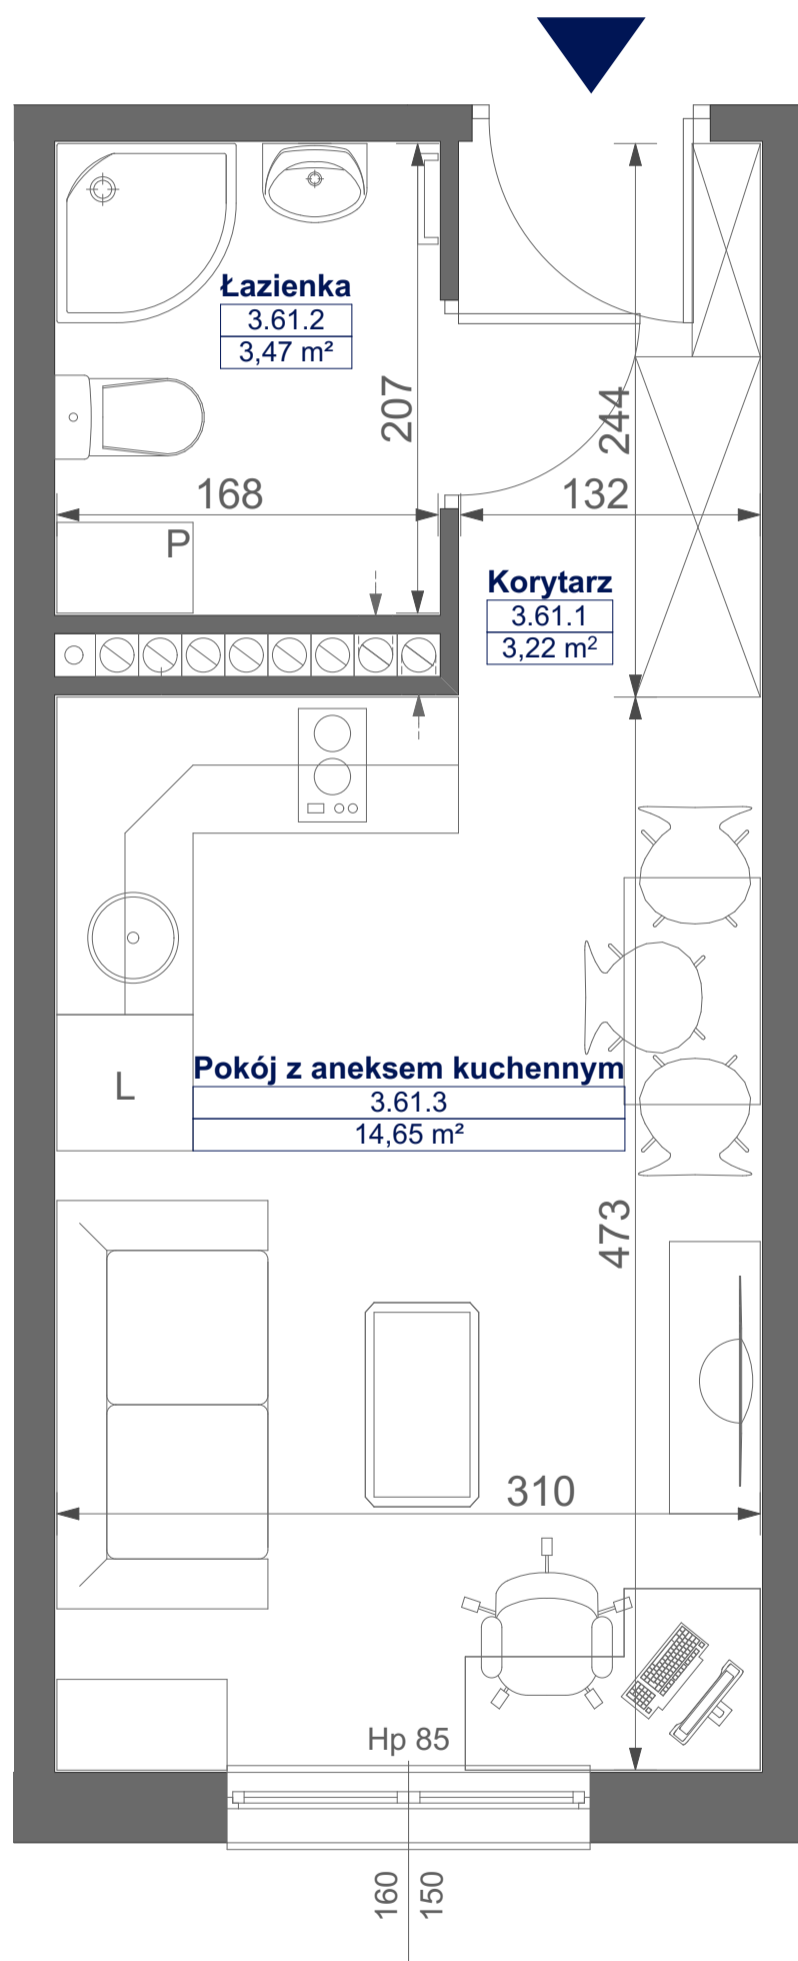 Łazienka
3.61.2
3,47 m²
207
244
168
132
P
Korytarz
3.61.1
3,22 m²
Pokój z aneksem kuchennym
3.61.3
14,65 m²
L
473
310
Hp 85
160
150